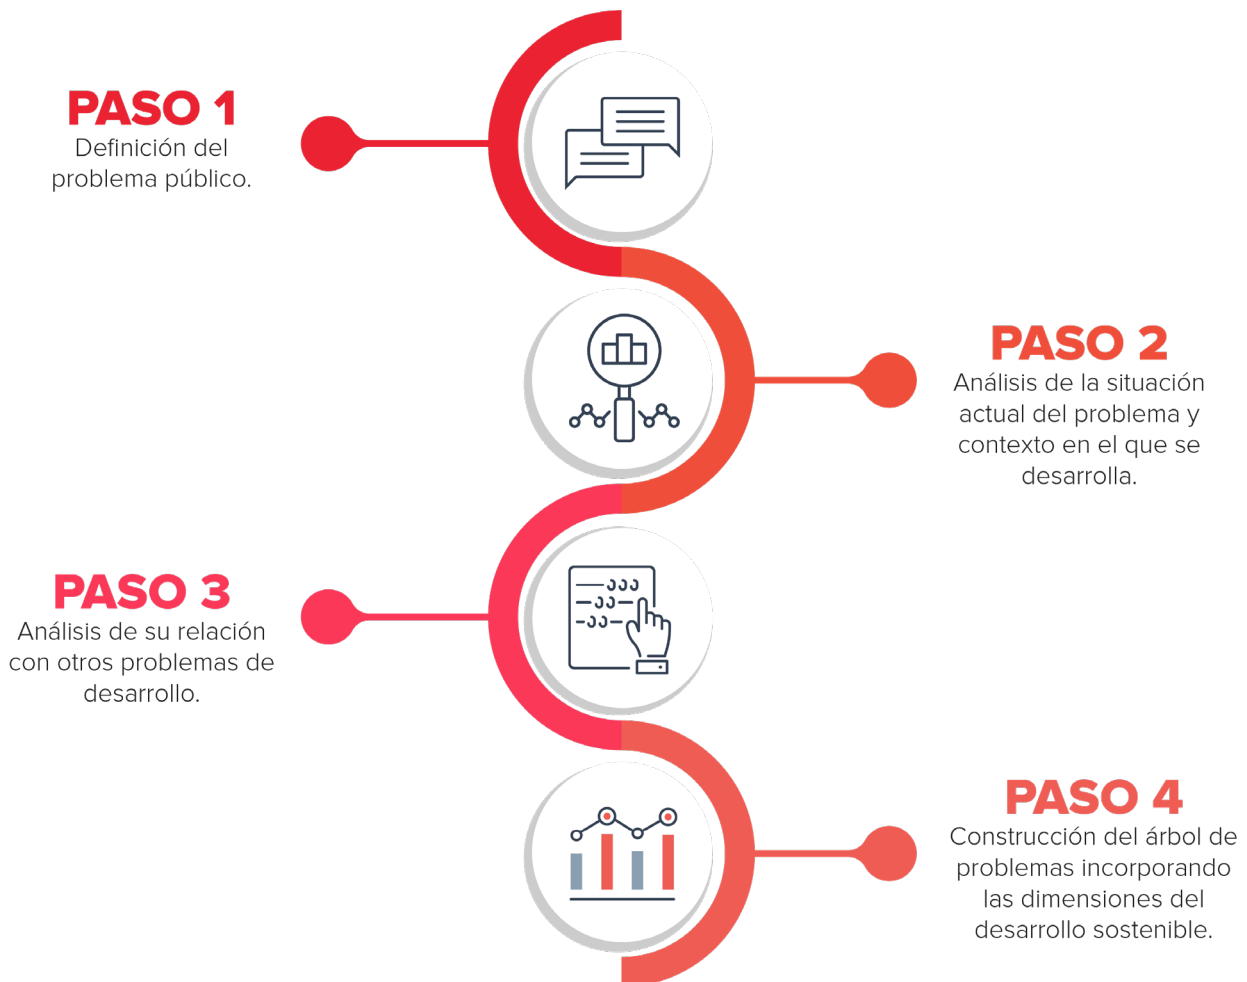 PASO 1
Definición del
problema público.
PASO 2
Análisis de la situación
actual del problema y
contexto en el que se
desarrolla.
PASO 3
Análisis de su relación
con otros problemas de
desarrollo.
PASO 4
Construcción del árbol de
problemas incorporando
las dimensiones del
desarrollo sostenible.